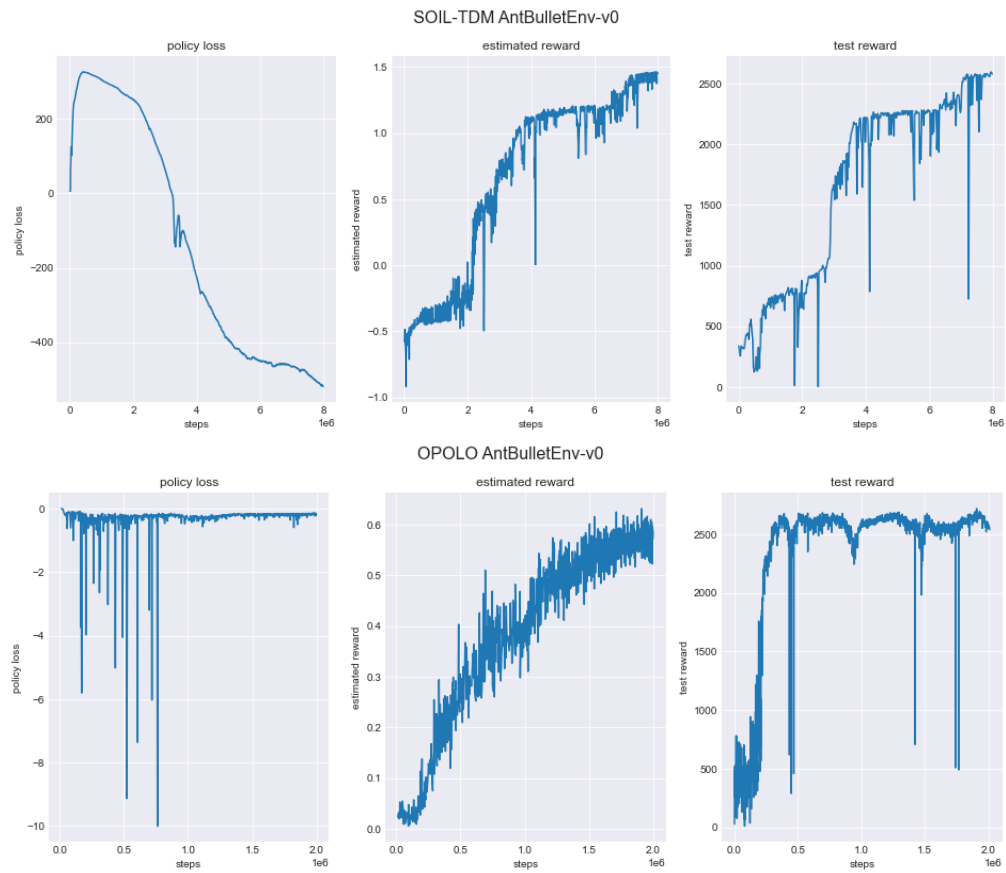 SOIL-TDM AntBulletEnv-v0
policy loss
estimated reward
test reward
policy loss
200
0
−200
−400
0
2
4
6
8
steps
1e6
estimated reward
1.5
1.0
0.5
0.0
−0.5
−1.0
0
2
4
6
8
steps
1e6
test reward
2500
2000
1500
1000
500
0
0
2
4
6
8
steps
1e6
OPOLO AntBulletEnv-v0
policy loss
estimated reward
test reward
policy loss
0
−2
−4
−6
−8
−10
0.0
0.5
1.0
1.5
2.0
steps
1e6
estimated reward
0.6
0.5
0.4
0.3
0.2
0.1
0.0
0.0
0.5
1.0
1.5
2.0
steps
1e6
test reward
2500
2000
1500
1000
500
0
0.0
0.5
1.0
1.5
2.0
steps
1e6